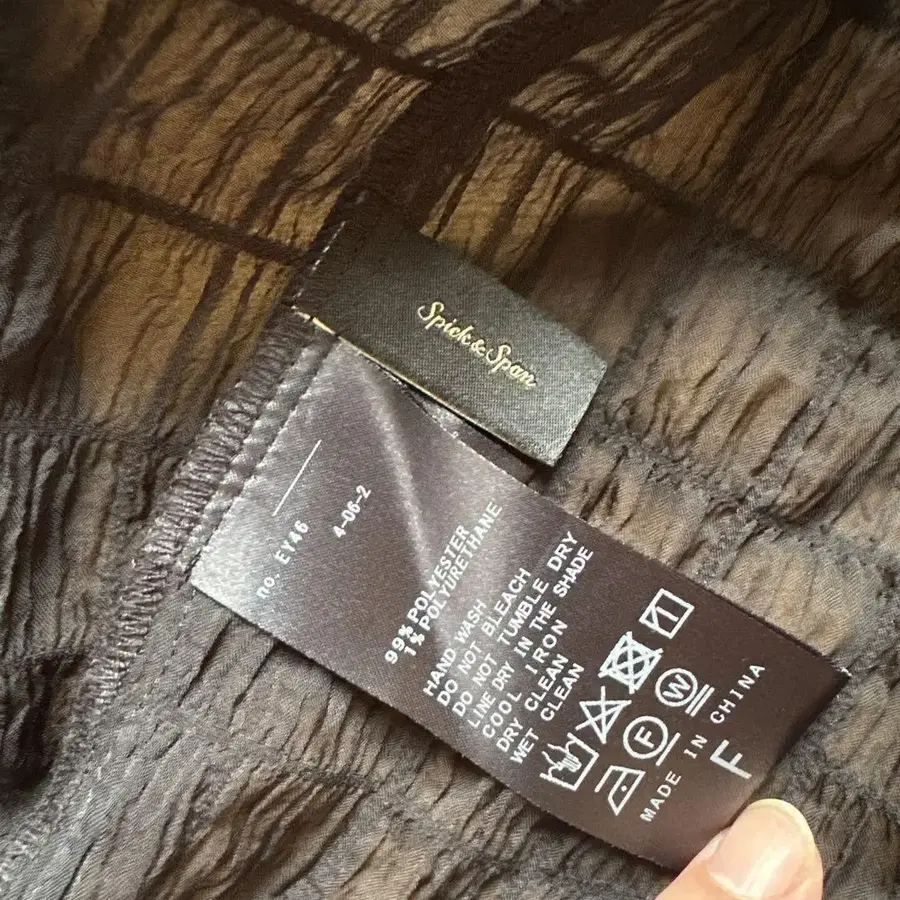 Spick & Span
no. EY46
4-06-2
99% POLYESTER
1% POLYURETHANE
HAND WASH
DO NOT BLEACH
DO NOT TUMBLE DRY
LINE DRY IN THE SHADE
COOL IRON
DRY CLEAN
WET CLEAN
F W
MADE IN CHINA
F